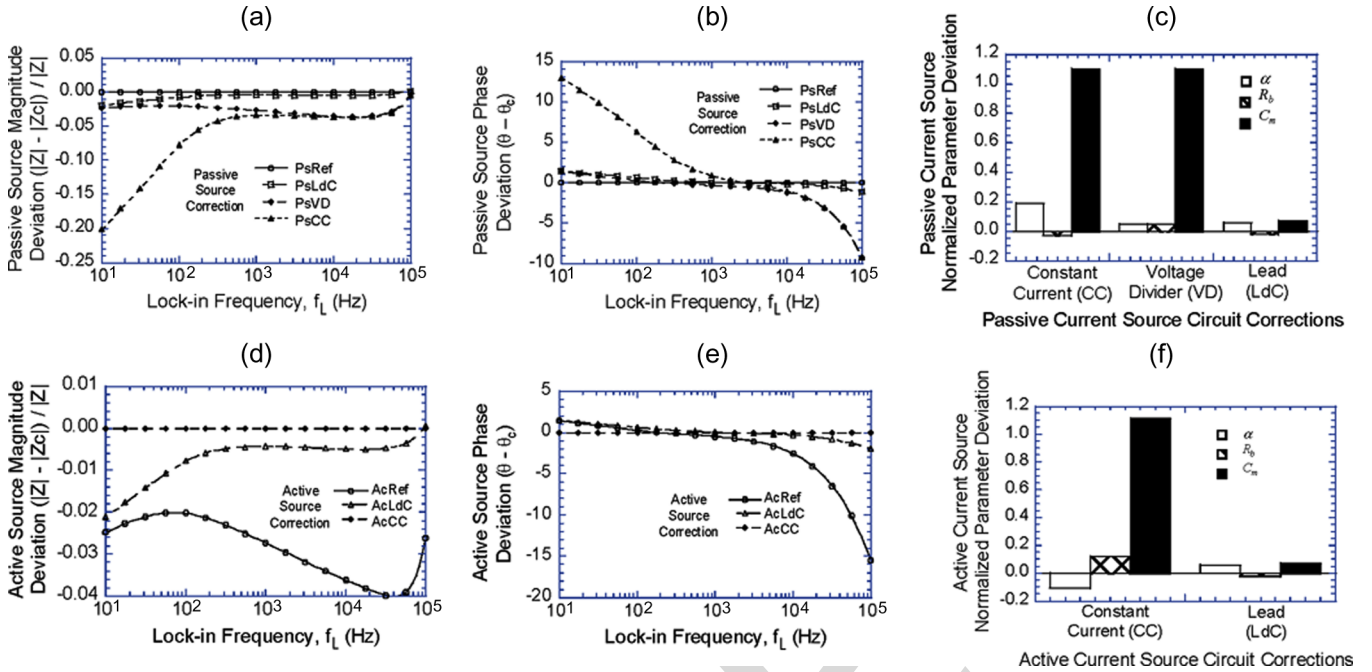 (a)
Passive Source Magnitude
Deviation (|Z| - |Zc|) / |Z|
0.05
0.00
-0.05
-0.10
-0.15
-0.20
-0.25
Passive
Source
Correction
PsRef
PsLdC
PsVD
PsCC
10¹ 10² 10³ 10⁴ 10⁵
Lock-in Frequency, f_L (Hz)
(b)
Passive Source Phase
Deviation (θ – θ_c)
15
10
5
0
-5
-10
Passive
Source
Correction
PsRef
PsLdC
PsVD
PsCC
10¹ 10² 10³ 10⁴ 10⁵
Lock-in Frequency, f_L (Hz)
(c)
Passive Current Source
Normalized Parameter Deviation
1.2
1.0
0.8
0.6
0.4
0.2
0.0
-0.2
α
R_b
C_m
Constant Voltage Lead
Current (CC) Divider (VD) (LdC)
Passive Current Source Circuit Corrections
(d)
Active Source Magnitude
Deviation (|Z| - |Zc|) / |Z|
0.01
0.00
-0.01
-0.02
-0.03
-0.04
Active
Source
Correction
AcRef
AcLdC
AcCC
10¹ 10² 10³ 10⁴ 10⁵
Lock-in Frequency, f_L (Hz)
(e)
Active Source Phase
Deviation (θ - θ_c)
5
0
-5
-10
-15
-20
Active
Source
Correction
AcRef
AcLdC
AcCC
10¹ 10² 10³ 10⁴ 10⁵
Lock-in Frequency, f_L (Hz)
(f)
Active Current Source
Normalized Parameter Deviation
1.2
1.0
0.8
0.6
0.4
0.2
0.0
-0.2
α
R_b
C_m
Constant Lead
Current (CC) (LdC)
Active Current Source Circuit Corrections